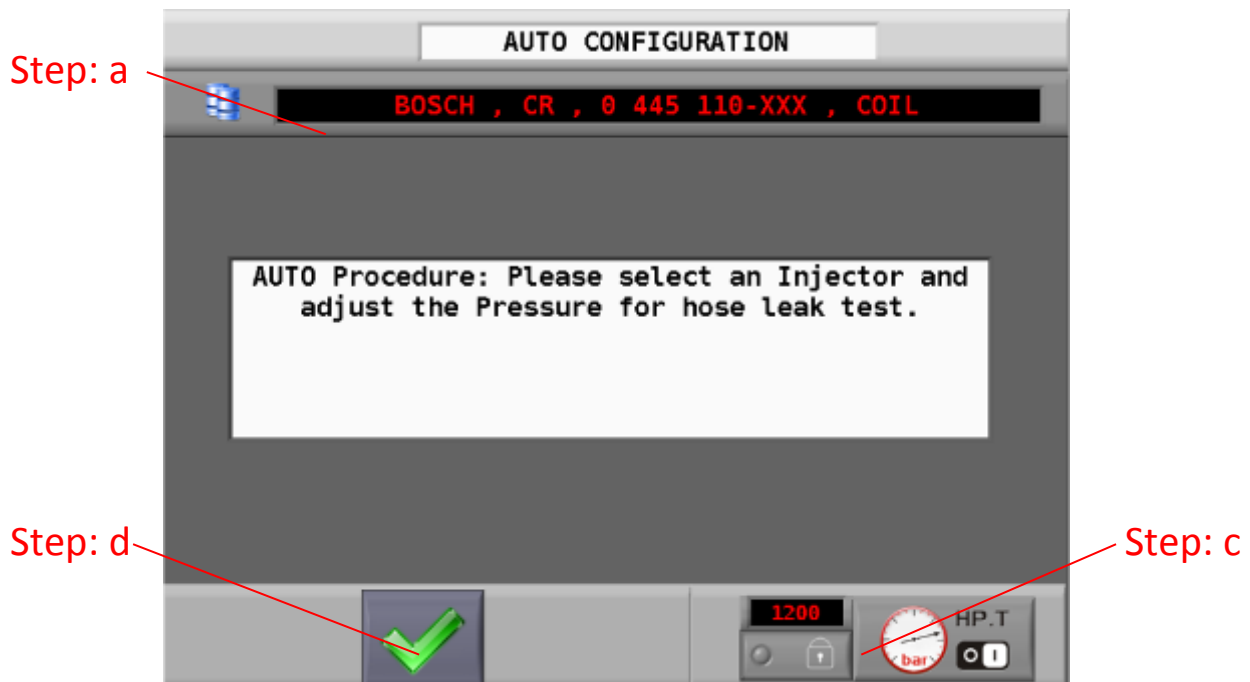 AUTO CONFIGURATION
Step: a
BOSCH , CR , 0 445 110-XXX , COIL
AUTO Procedure: Please select an Injector and
adjust the Pressure for hose leak test.
Step: d
Step: c
1200
HP.T
bar
O I